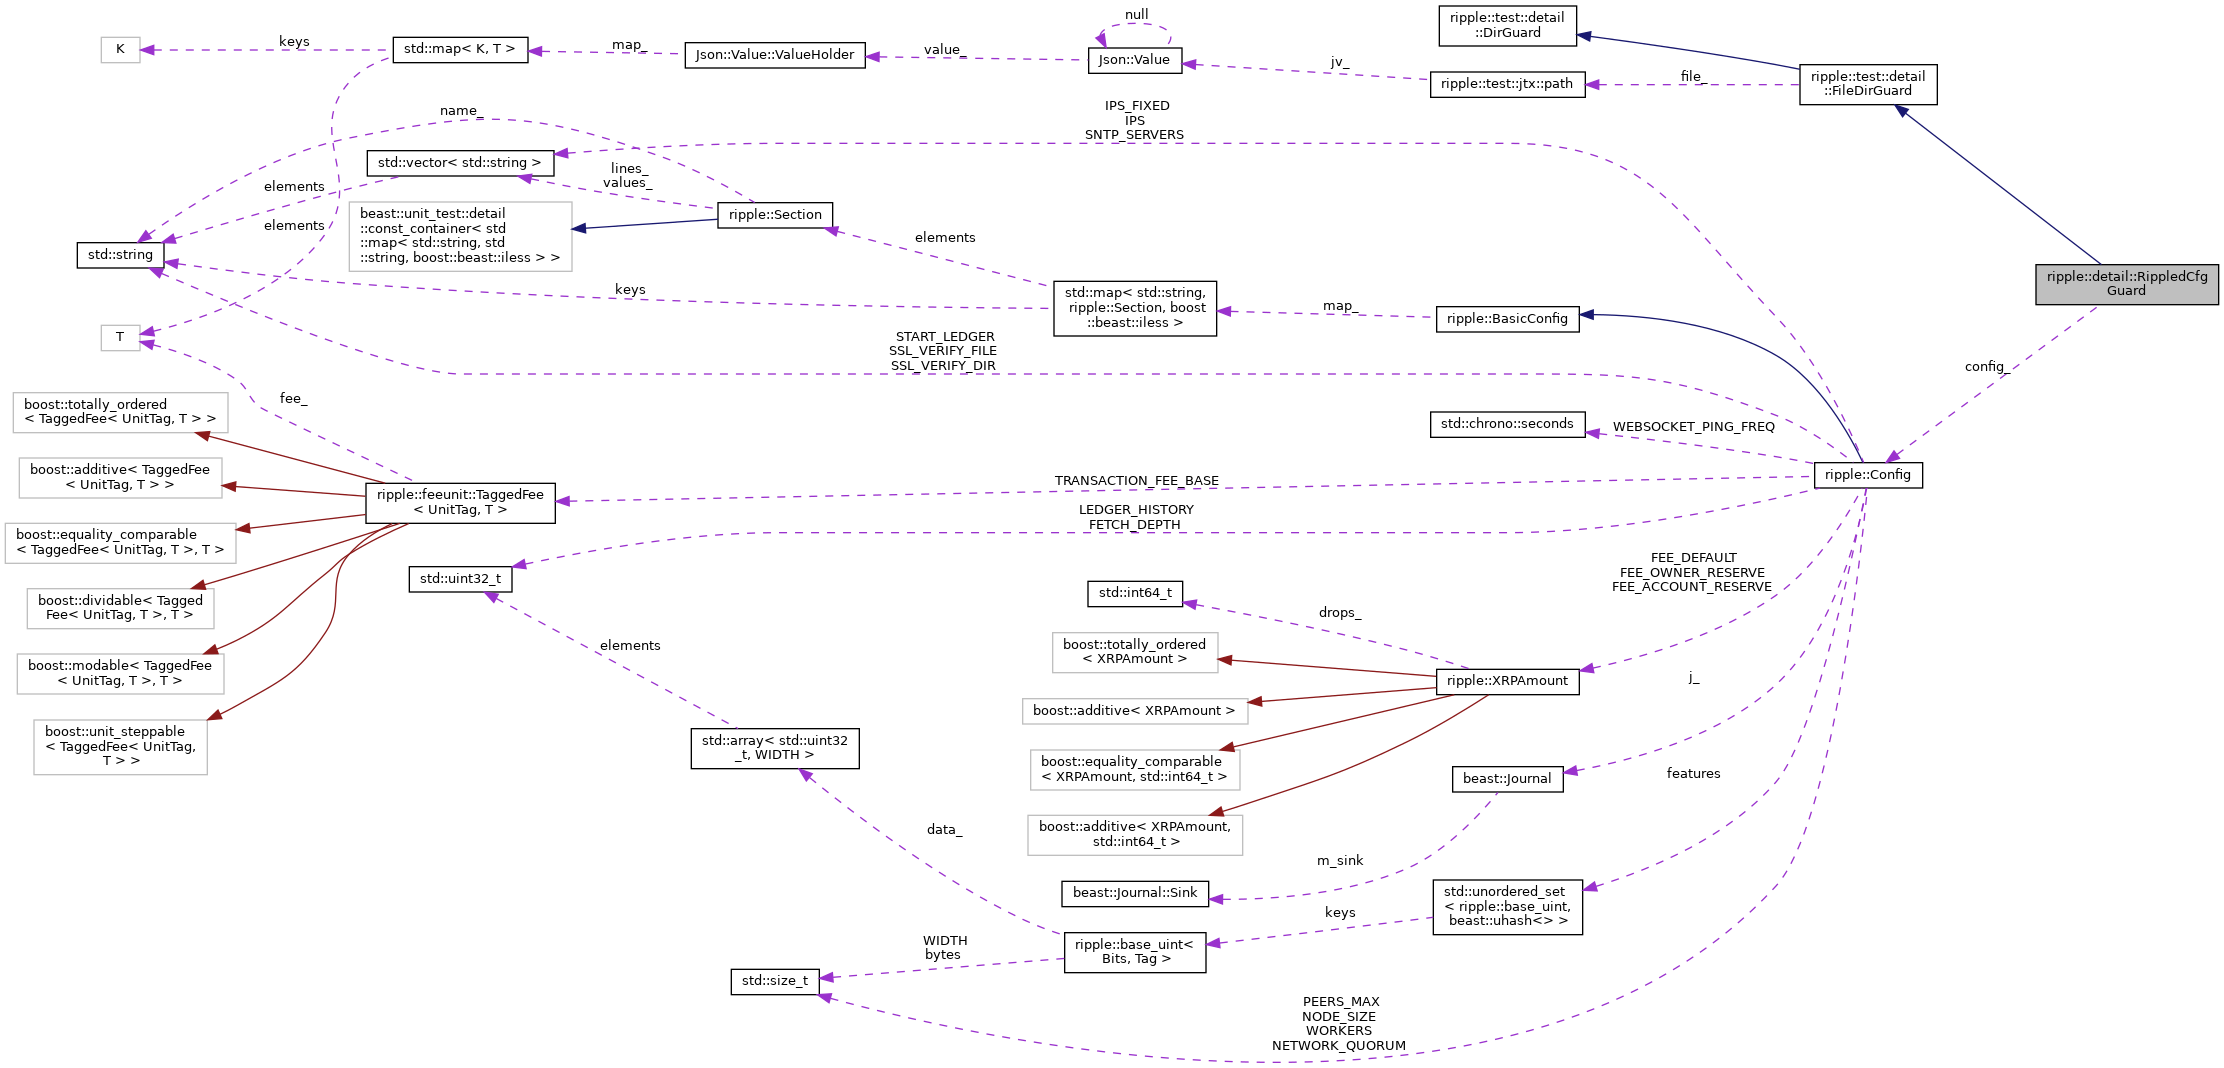 null
ripple::test::detail
::DirGuard
K
keys
std::map< K, T >
map_
Json::Value::ValueHolder
value_
Json::Value
jv_
ripple::test::jtx::path
file_
ripple::test::detail
::FileDirGuard
name_
IPS_FIXED
IPS
SNTP_SERVERS
std::vector< std::string >
lines_
values_
elements
elements
beast::unit_test::detail
::const_container< std
::map< std::string, std
::string, boost::beast::iless > >
ripple::Section
elements
std::string
keys
std::map< std::string,
ripple::Section, boost
::beast::iless >
map_
ripple::BasicConfig
ripple::detail::RippledCfg
Guard
config_
T
START_LEDGER
SSL_VERIFY_FILE
SSL_VERIFY_DIR
fee_
boost::totally_ordered
< TaggedFee< UnitTag, T > >
std::chrono::seconds
WEBSOCKET_PING_FREQ
boost::additive< TaggedFee
< UnitTag, T > >
ripple::feeunit::TaggedFee
< UnitTag, T >
TRANSACTION_FEE_BASE
ripple::Config
boost::equality_comparable
< TaggedFee< UnitTag, T >, T >
LEDGER_HISTORY
FETCH_DEPTH
std::uint32_t
boost::dividable< Tagged
Fee< UnitTag, T >, T >
FEE_DEFAULT
FEE_OWNER_RESERVE
FEE_ACCOUNT_RESERVE
std::int64_t
drops_
elements
boost::totally_ordered
< XRPAmount >
boost::modable< TaggedFee
< UnitTag, T >, T >
ripple::XRPAmount
j_
boost::additive< XRPAmount >
boost::unit_steppable
< TaggedFee< UnitTag,
T > >
std::array< std::uint32
_t, WIDTH >
boost::equality_comparable
< XRPAmount, std::int64_t >
beast::Journal
features
data_
boost::additive< XRPAmount,
std::int64_t >
m_sink
beast::Journal::Sink
std::unordered_set
< ripple::base_uint,
beast::uhash<> >
keys
WIDTH
bytes
ripple::base_uint<
Bits, Tag >
std::size_t
PEERS_MAX
NODE_SIZE
WORKERS
NETWORK_QUORUM